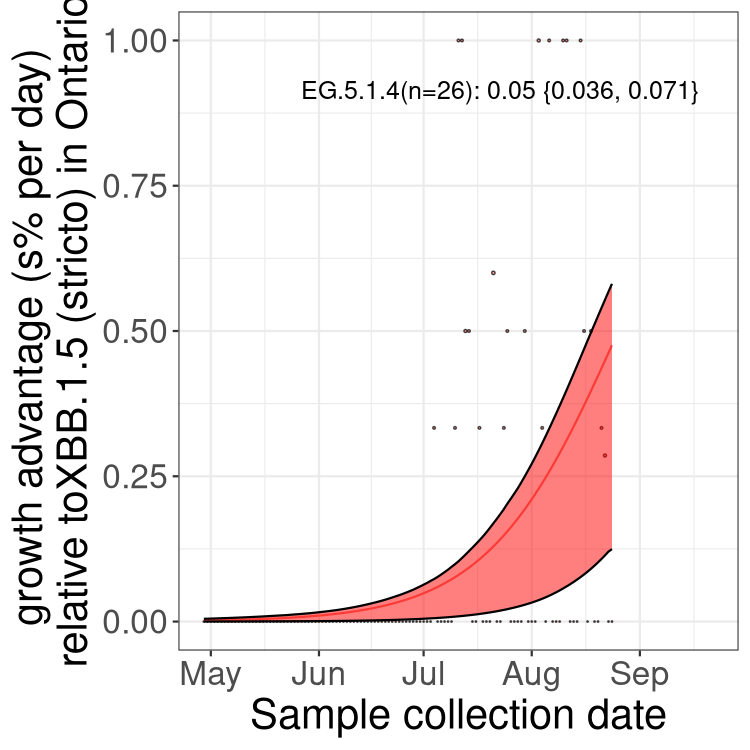 growth advantage (s% per day)
relative toXBB.1.5 (stricto) in Ontario
1.00
0.75
0.50
0.25
0.00
EG.5.1.4(n=26): 0.05 {0.036, 0.071}
May Jun Jul Aug Sep
Sample collection date